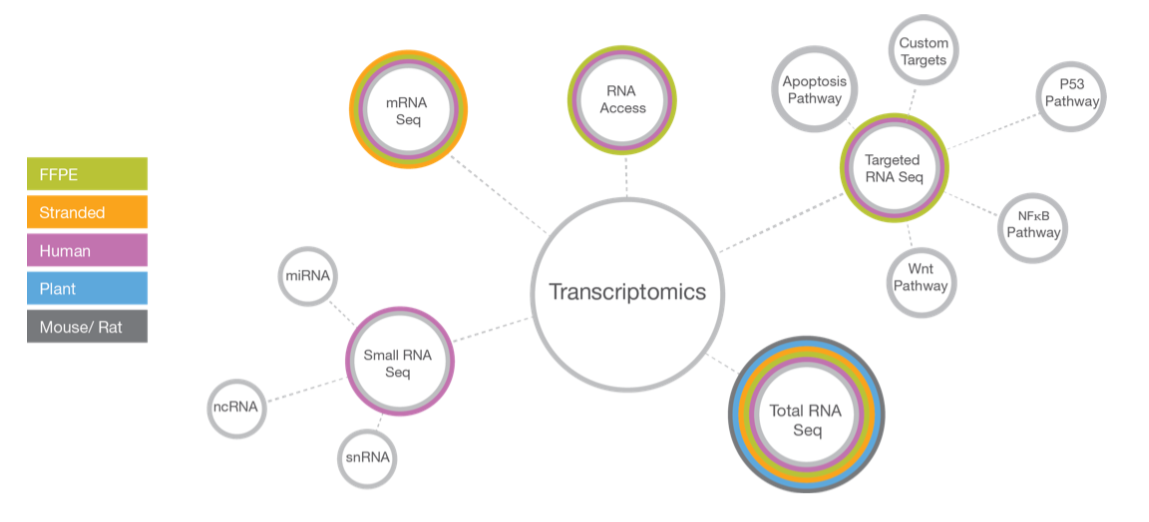 FFPE
Stranded
Human
Plant
Mouse/ Rat
mRNA
Seq
RNA
Access
Apoptosis
Pathway
Custom
Targets
P53
Pathway
Targeted
RNA Seq
NFκB
Pathway
Wnt
Pathway
Transcriptomics
miRNA
Small RNA
Seq
ncRNA
snRNA
Total RNA
Seq